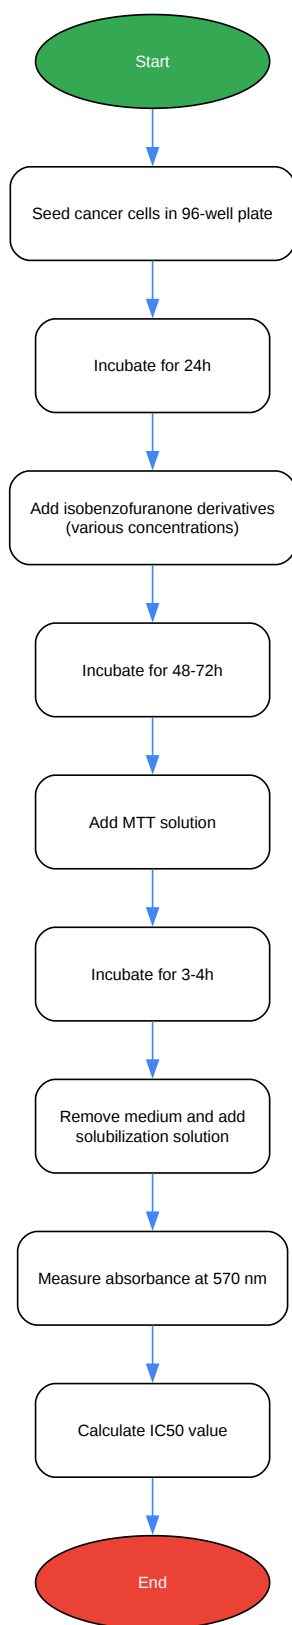 Start
Seed cancer cells in 96-well plate
Incubate for 24h
Add isobenzofuranone derivatives
(various concentrations)
Incubate for 48-72h
Add MTT solution
Incubate for 3-4h
Remove medium and add
solubilization solution
Measure absorbance at 570 nm
Calculate IC50 value
End